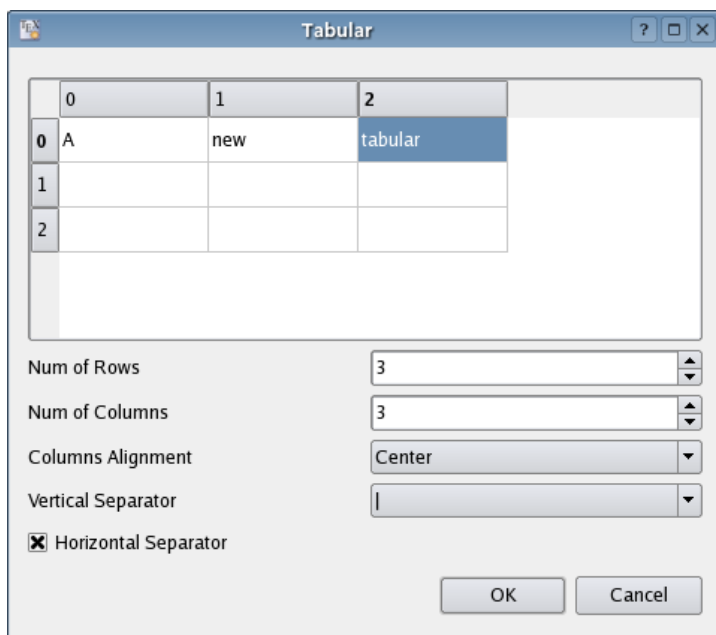 Tabular
0 1 2
0 A new tabular
1
2
Num of Rows 3
Num of Columns 3
Columns Alignment Center
Vertical Separator |
Horizontal Separator
OK Cancel